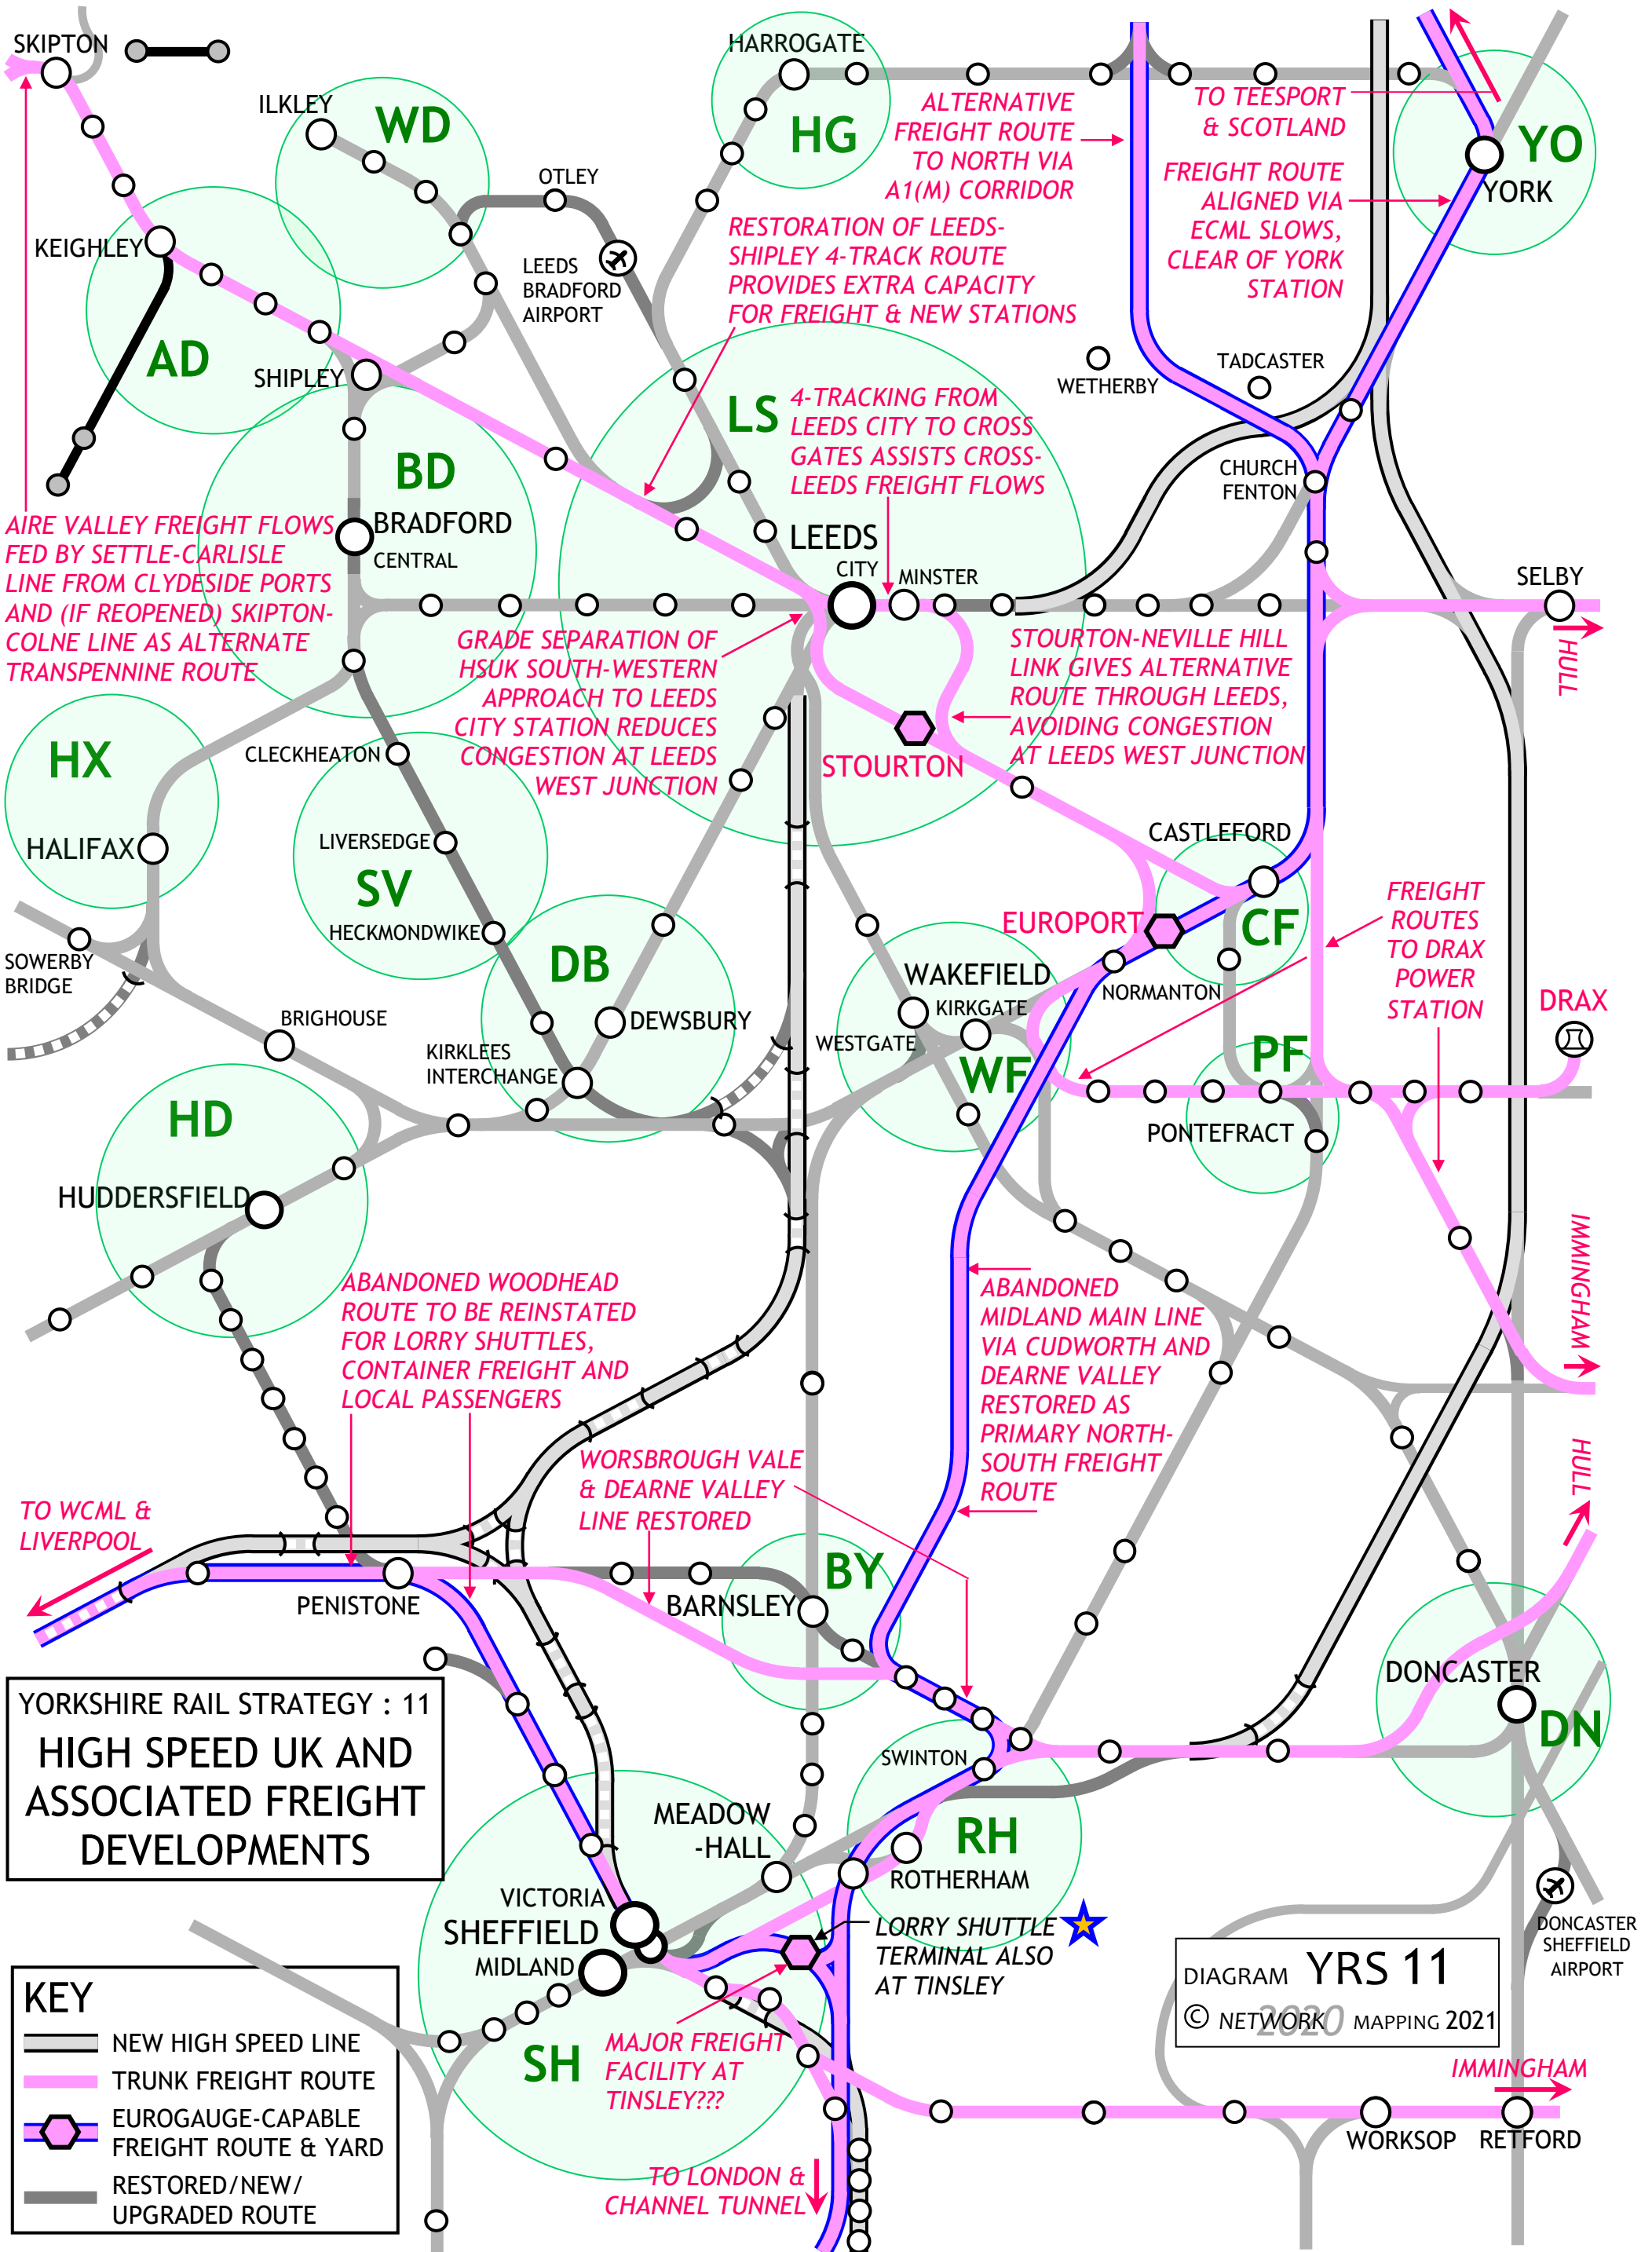 SKIPTON
HARROGATE
HG
ILKLEY
WD
OTLEY
ALTERNATIVE
FREIGHT ROUTE
TO NORTH VIA
A1(M) CORRIDOR
TO TEESPORT
& SCOTLAND
YO
YORK
FREIGHT ROUTE
ALIGNED VIA
ECML SLOWS,
CLEAR OF YORK
STATION
KEIGHLEY
LEEDS
BRADFORD
AIRPORT
RESTORATION OF LEEDS-
SHIPLEY 4-TRACK ROUTE
PROVIDES EXTRA CAPACITY
FOR FREIGHT & NEW STATIONS
AD
SHIPLEY
WETHERBY
TADCASTER
LS
4-TRACKING FROM
LEEDS CITY TO CROSS
GATES ASSISTS CROSS-
LEEDS FREIGHT FLOWS
BD
BRADFORD
CENTRAL
CHURCH
FENTON
AIRE VALLEY FREIGHT FLOWS
FED BY SETTLE-CARLISLE
LINE FROM CLYDESIDE PORTS
AND (IF REOPENED) SKIPTON-
COLNE LINE AS ALTERNATE
TRANSPENNINE ROUTE
LEEDS
CITY
MINSTER
SELBY
HULL
GRADE SEPARATION OF
HSUK SOUTH-WESTERN
APPROACH TO LEEDS
CITY STATION REDUCES
CONGESTION AT LEEDS
WEST JUNCTION
STOURTON-NEVILLE HILL
LINK GIVES ALTERNATIVE
ROUTE THROUGH LEEDS,
AVOIDING CONGESTION
AT LEEDS WEST JUNCTION
STOURTON
HX
HALIFAX
CLECKHEATON
LIVERSEDGE
SV
HECKMONDWIKE
CASTLEFORD
CF
EUROPORT
NORMANTON
FREIGHT
ROUTES
TO DRAX
POWER
STATION
DRAX
SOWERBY
BRIDGE
BRIGHOUSE
DB
DEWSBURY
KIRKLEES
INTERCHANGE
WAKEFIELD
KIRKGATE
WESTGATE
WF
PF
PONTEFRACT
HD
HUDDERSFIELD
IMMINGHAM
ABANDONED WOODHEAD
ROUTE TO BE REINSTATED
FOR LORRY SHUTTLES,
CONTAINER FREIGHT AND
LOCAL PASSENGERS
ABANDONED
MIDLAND MAIN LINE
VIA CUDWORTH AND
DEARNE VALLEY
RESTORED AS
PRIMARY NORTH-
SOUTH FREIGHT
ROUTE
WORSBROUGH VALE
& DEARNE VALLEY
LINE RESTORED
HULL
TO WCML &
LIVERPOOL
PENISTONE
BARNSLEY
BY
DONCASTER
DN
YORKSHIRE RAIL STRATEGY : 11
HIGH SPEED UK AND
ASSOCIATED FREIGHT
DEVELOPMENTS
SWINTON
MEADOW
-HALL
RH
ROTHERHAM
VICTORIA
SHEFFIELD
MIDLAND
LORRY SHUTTLE
TERMINAL ALSO
AT TINSLEY
DONCASTER
SHEFFIELD
AIRPORT
DIAGRAM YRS 11
© NETWORK 2020 MAPPING 2021
SH
MAJOR FREIGHT
FACILITY AT
TINSLEY???
IMMINGHAM
WORKSOP
RETFORD
TO LONDON &
CHANNEL TUNNEL
KEY
NEW HIGH SPEED LINE
TRUNK FREIGHT ROUTE
EUROGAUGE-CAPABLE
FREIGHT ROUTE & YARD
RESTORED/NEW/
UPGRADED ROUTE